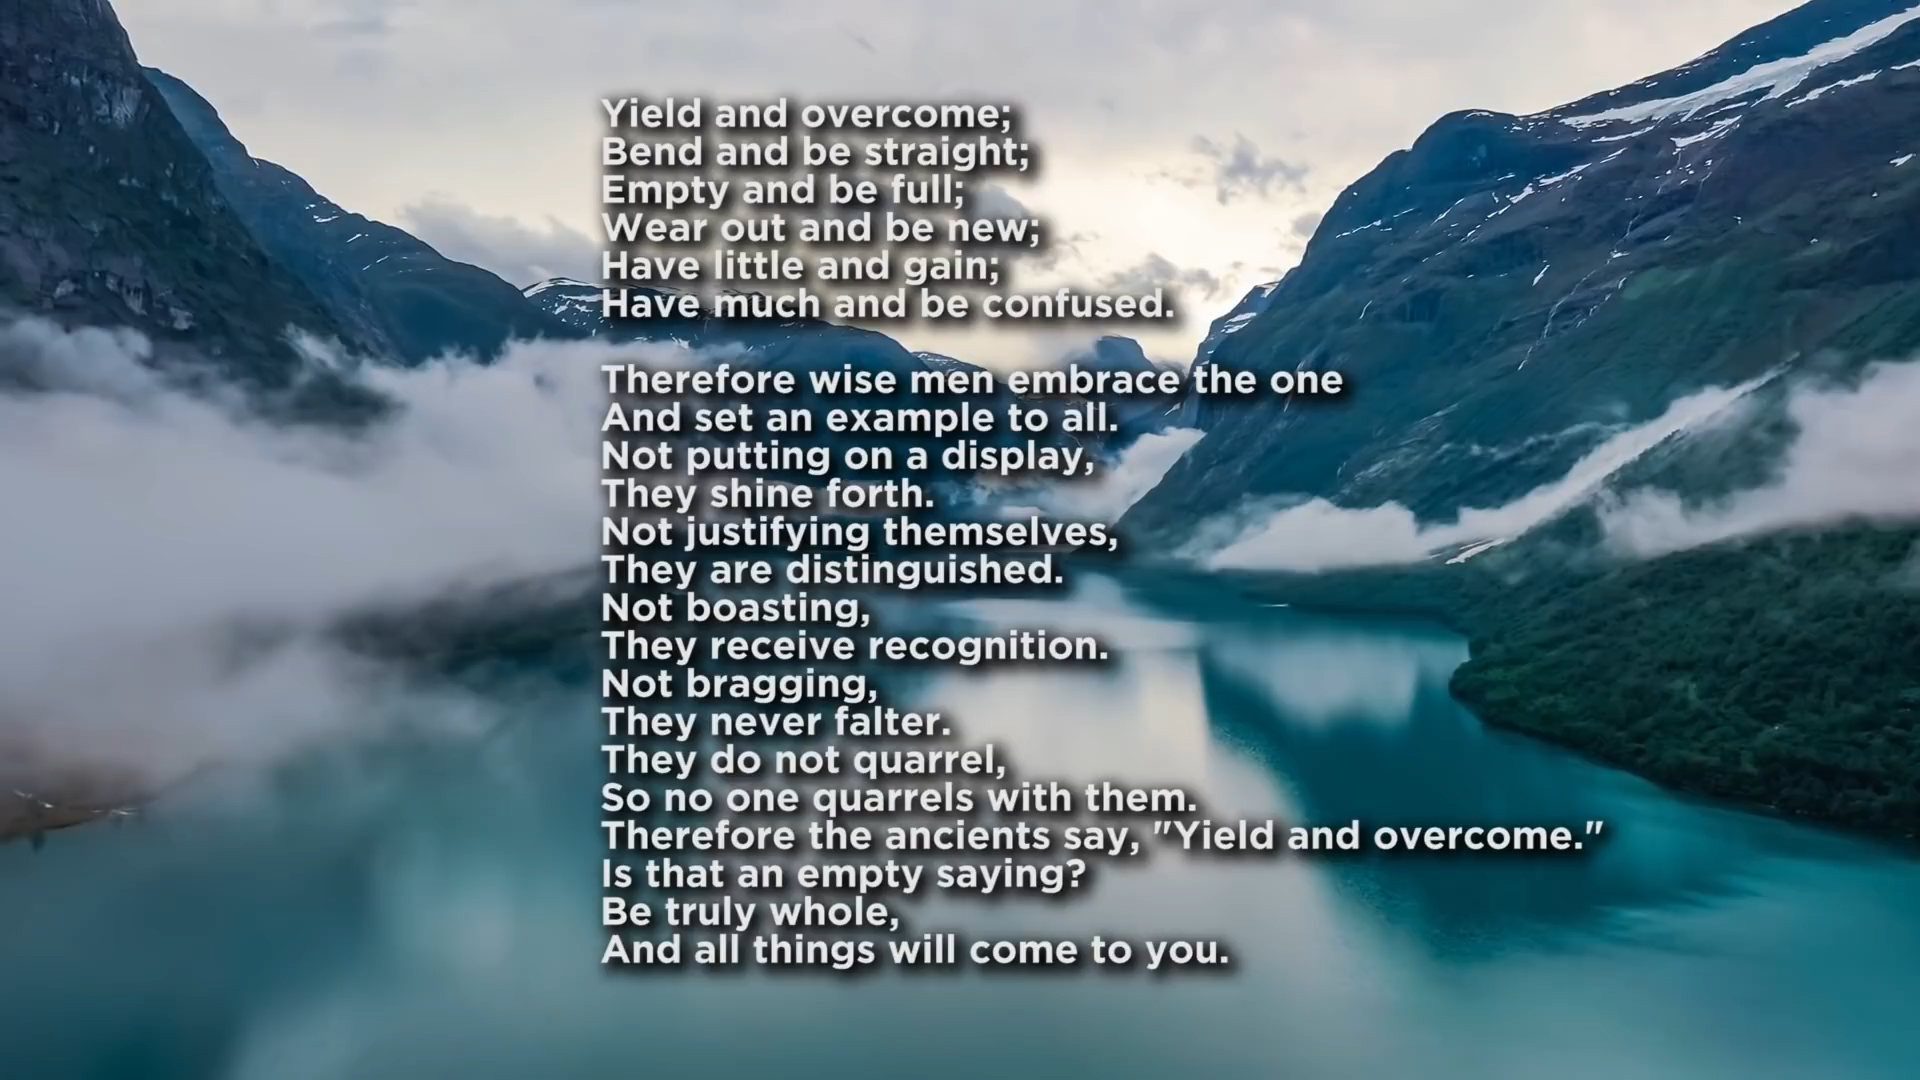 Yield and overcome;
Bend and be straight;
Empty and be full;
Wear out and be new;
Have little and gain;
Have much and be confused.
Therefore wise men embrace the one
And set an example to all.
Not putting on a display,
They shine forth.
Not justifying themselves,
They are distinguished.
Not boasting,
They receive recognition.
Not bragging,
They never falter.
They do not quarrel,
So no one quarrels with them.
Therefore the ancients say, "Yield and overcome."
Is that an empty saying?
Be truly whole,
And all things will come to you.